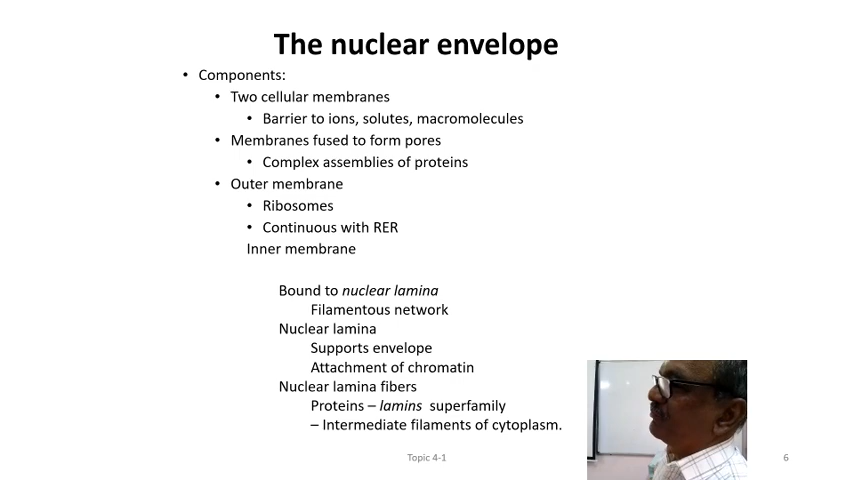 The nuclear envelope
• Components:
• Two cellular membranes
• Barrier to ions, solutes, macromolecules
• Membranes fused to form pores
• Complex assemblies of proteins
• Outer membrane
• Ribosomes
• Continuous with RER
Inner membrane
Bound to nuclear lamina
Filamentous network
Nuclear lamina
Supports envelope
Attachment of chromatin
Nuclear lamina fibers
Proteins – lamins superfamily
– Intermediate filaments of cytoplasm.
Topic 4-1
6